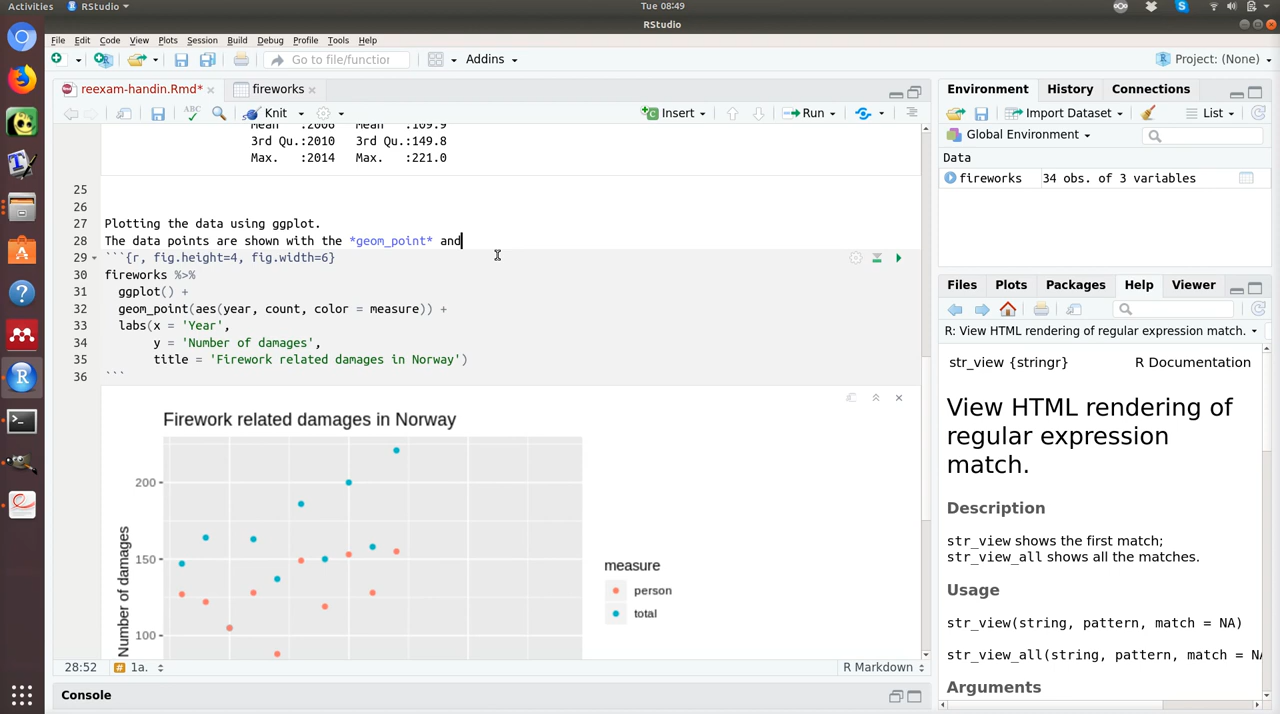 Activities RStudio Tue 08:49
RStudio
File Edit Code View Plots Session Build Debug Profile Tools Help
Go to file/function Addins Project: (None)
reexam-handin.Rmd* fireworks
ABC Knit Insert Run
Mean :2006 Mean :109.9
3rd Qu.:2010 3rd Qu.:149.8
Max. :2014 Max. :221.0
25
26
27 Plotting the data using ggplot.
28 The data points are shown with the *geom_point* and
29 ```{r, fig.height=4, fig.width=6}
30 fireworks %>%
31 ggplot() +
32 geom_point(aes(year, count, color = measure)) +
33 labs(x = 'Year',
34 y = 'Number of damages',
35 title = 'Firework related damages in Norway')
36 ```
Firework related damages in Norway
Number of damages
200
150
100
measure
person
total
28:52 # 1a. R Markdown
Console
Environment History Connections
Import Dataset List
Global Environment
Data
fireworks 34 obs. of 3 variables
Files Plots Packages Help Viewer
R: View HTML rendering of regular expression match.
str_view {stringr} R Documentation
View HTML rendering of
regular expression
match.
Description
str_view shows the first match;
str_view_all shows all the matches.
Usage
str_view(string, pattern, match = NA)
str_view_all(string, pattern, match = NA
Arguments